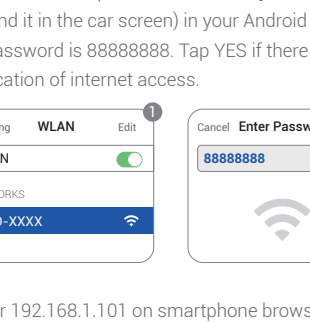 nd it in the car screen) in your Android
assword is 88888888. Tap YES if there
cation of internet access.
ng WLAN Edit 1
Cancel Enter Passw
N
88888888
ORKS
-XXXX
r 192.168.1.101 on smartphone brows